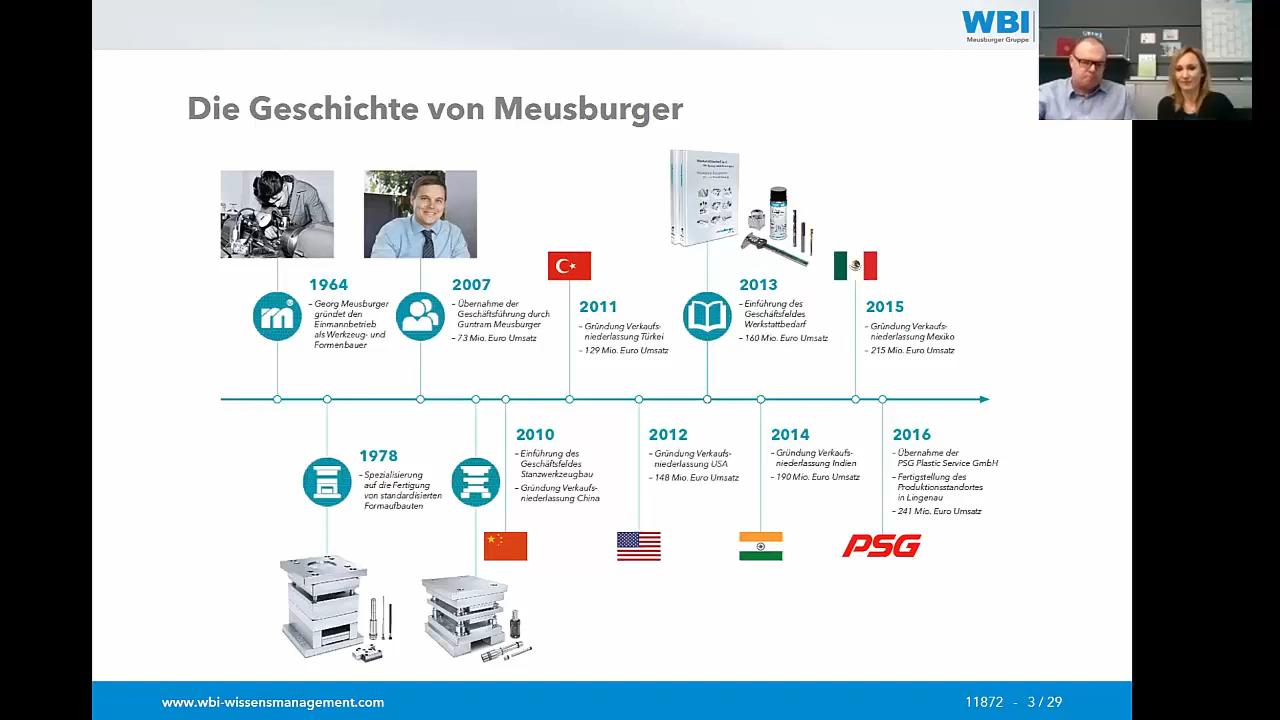 WBI
Meusburger Gruppe
Die Geschichte von Meusburger
1964
– Georg Meusburger
gründet den
Einmannbetrieb
als Werkzeug- und
Formenbauer
2007
– Übernahme der
Geschäftsführung durch
Guntram Meusburger
– 73 Mio. Euro Umsatz
2011
– Gründung Verkaufs-
niederlassung Türkei
– 129 Mio. Euro Umsatz
2013
– Einführung des
Geschäftsfeldes
Werkstattbedarf
– 160 Mio. Euro Umsatz
2015
– Gründung Verkaufs-
niederlassung Mexiko
– 215 Mio. Euro Umsatz
m®
1978
– Spezialisierung
auf die Fertigung
von standardisierten
Formaufbauten
2010
– Einführung des
Geschäftsfeldes
Stanzwerkzeugbau
– Gründung Verkaufs-
niederlassung China
2012
– Gründung Verkaufs-
niederlassung USA
– 148 Mio. Euro Umsatz
2014
– Gründung Verkaufs-
niederlassung Indien
– 190 Mio. Euro Umsatz
2016
– Übernahme der
PSG Plastic Service GmbH
– Fertigstellung des
Produktionsstandortes
in Lingenau
– 241 Mio. Euro Umsatz
PSG
www.wbi-wissensmanagement.com
11872 - 3 / 29